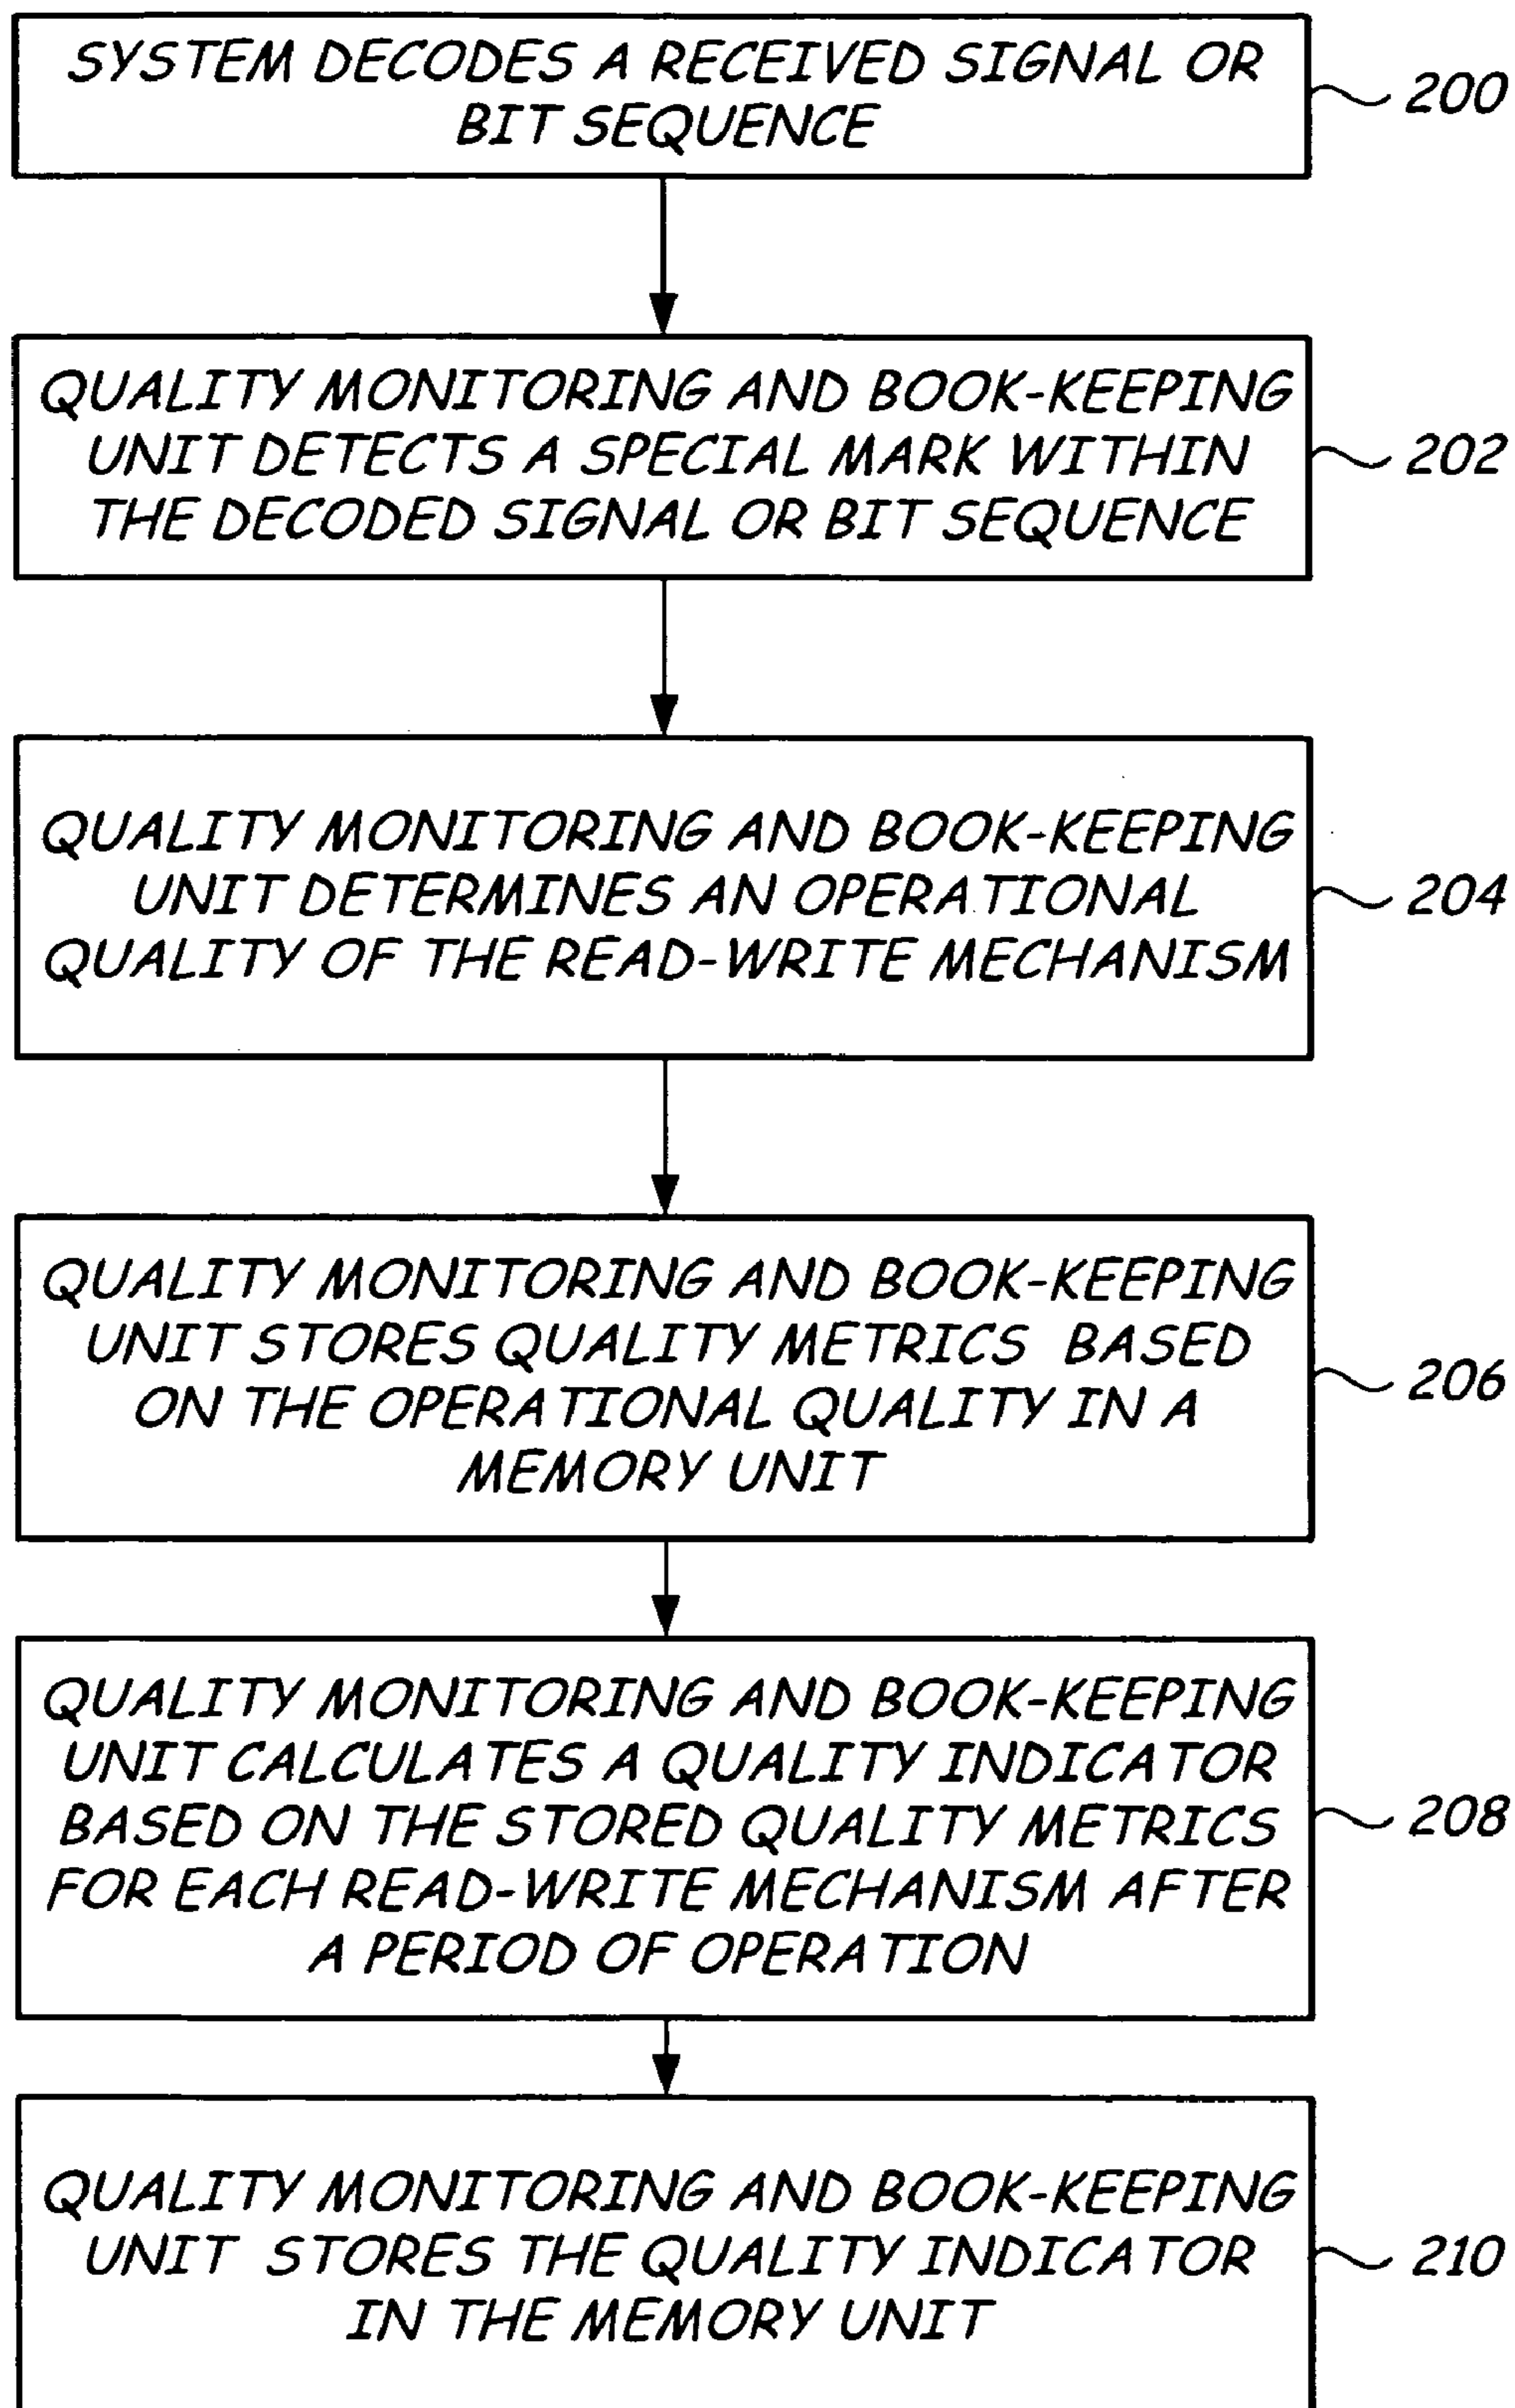 SYSTEM DECODES A RECEIVED SIGNAL OR
BIT SEQUENCE
200
QUALITY MONITORING AND BOOK-KEEPING
UNIT DETECTS A SPECIAL MARK WITHIN
THE DECODED SIGNAL OR BIT SEQUENCE
202
QUALITY MONITORING AND BOOK-KEEPING
UNIT DETERMINES AN OPERATIONAL
QUALITY OF THE READ-WRITE MECHANISM
204
QUALITY MONITORING AND BOOK-KEEPING
UNIT STORES QUALITY METRICS BASED
ON THE OPERATIONAL QUALITY IN A
MEMORY UNIT
206
QUALITY MONITORING AND BOOK-KEEPING
UNIT CALCULATES A QUALITY INDICATOR
BASED ON THE STORED QUALITY METRICS
FOR EACH READ-WRITE MECHANISM AFTER
A PERIOD OF OPERATION
208
QUALITY MONITORING AND BOOK-KEEPING
UNIT STORES THE QUALITY INDICATOR
IN THE MEMORY UNIT
210